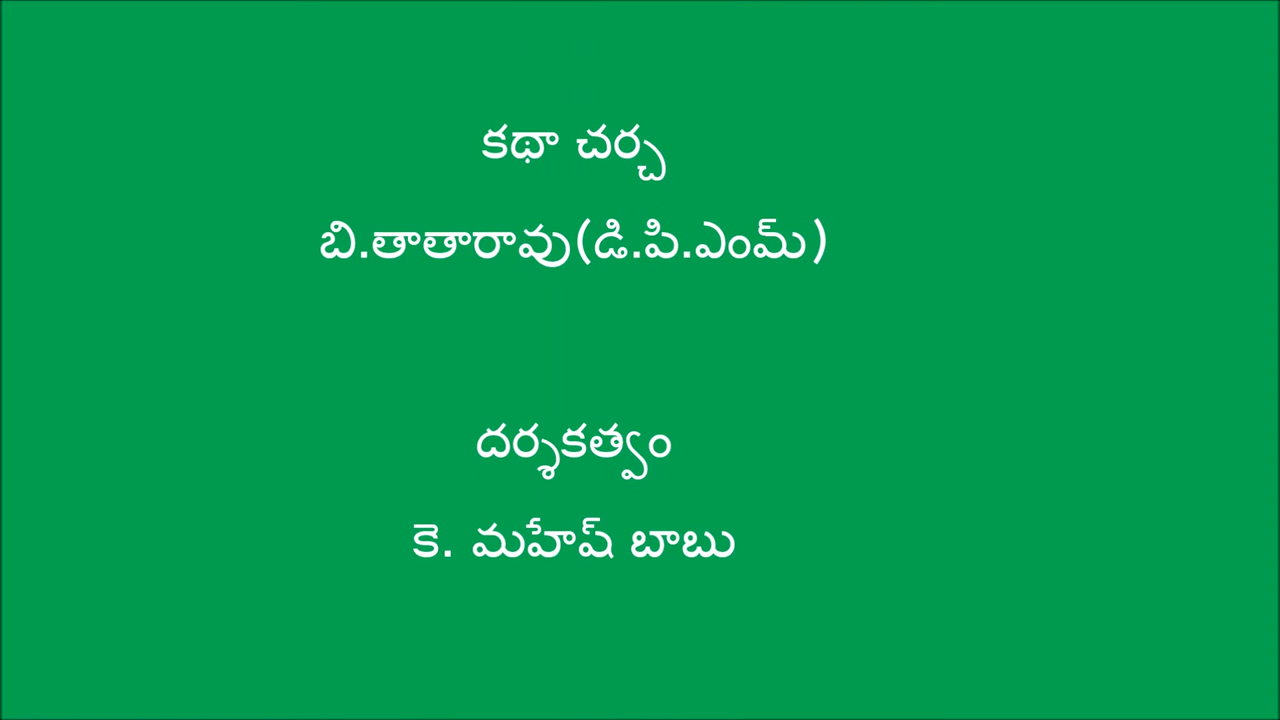 కథా చర్చ
బి.తాతారావు(డి.పి.ఎంమ్)
దర్శకత్వం
కె. మహేష్ బాబు